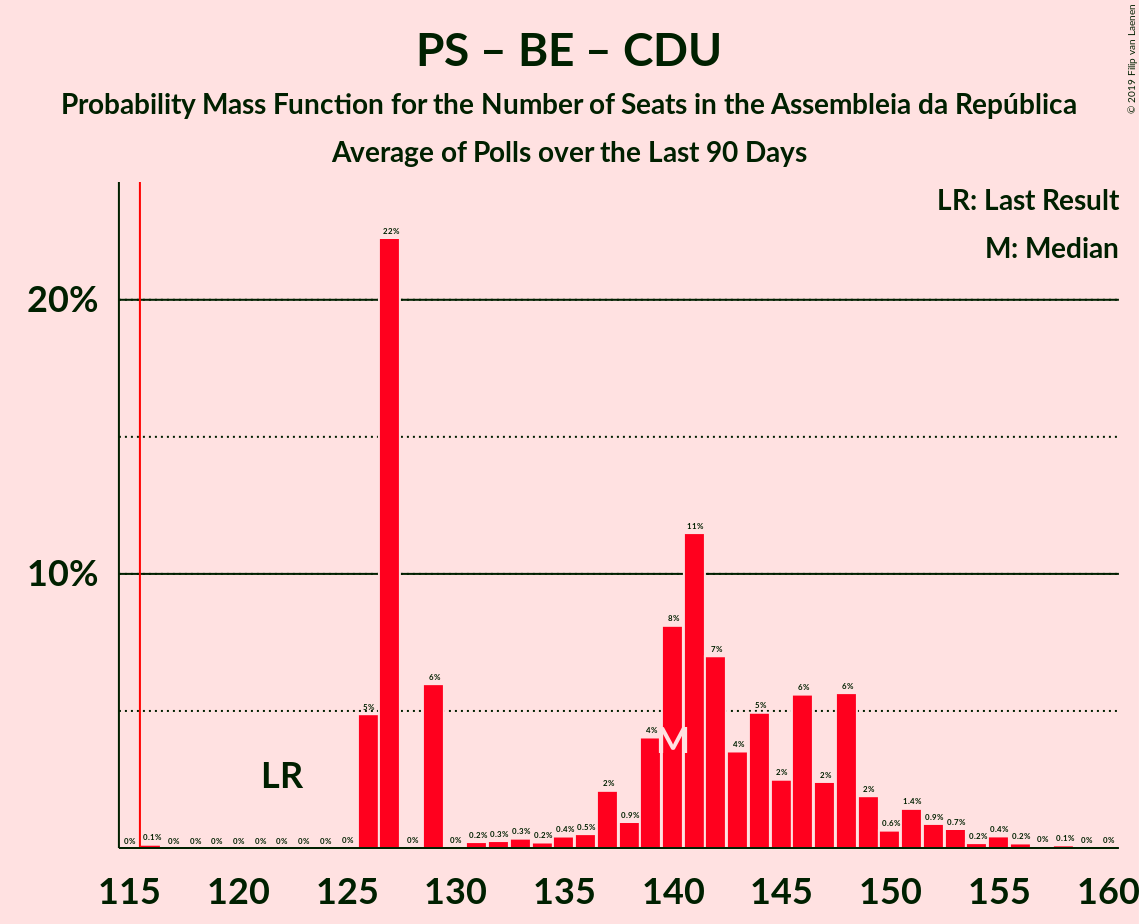 PS – BE – CDU
Probability Mass Function for the Number of Seats in the Assembleia da República
Average of Polls over the Last 90 Days
© 2019 Filip van Laenen
LR: Last Result
M: Median
20%
10%
0% 0.1% 0% 0% 0% 0% 0% 0% 0% 0% 0% 5% 22% 0% 6% 0% 0.2% 0.3% 0.3% 0.2% 0.4% 0.5% 2% 0.9% 4% 8% 11% 7% 4% 5% 2% 6% 2% 6% 2% 0.6% 1.4% 0.9% 0.7% 0.2% 0.4% 0.2% 0% 0.1% 0% 0%
LR
M
115 120 125 130 135 140 145 150 155 160